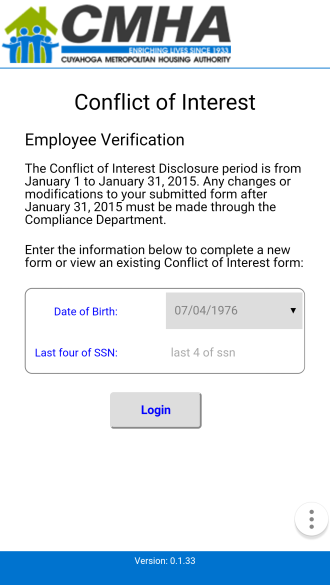 CMHA
ENRICHING LIVES SINCE 1933
CUYAHOGA METROPOLITAN HOUSING AUTHORITY
Conflict of Interest
Employee Verification
The Conflict of Interest Disclosure period is from
January 1 to January 31, 2015. Any changes or
modifications to your submitted form after
January 31, 2015 must be made through the
Compliance Department.
Enter the information below to complete a new
form or view an existing Conflict of Interest form:
Date of Birth: 07/04/1976
Last four of SSN: last 4 of ssn
Login
Version: 0.1.33